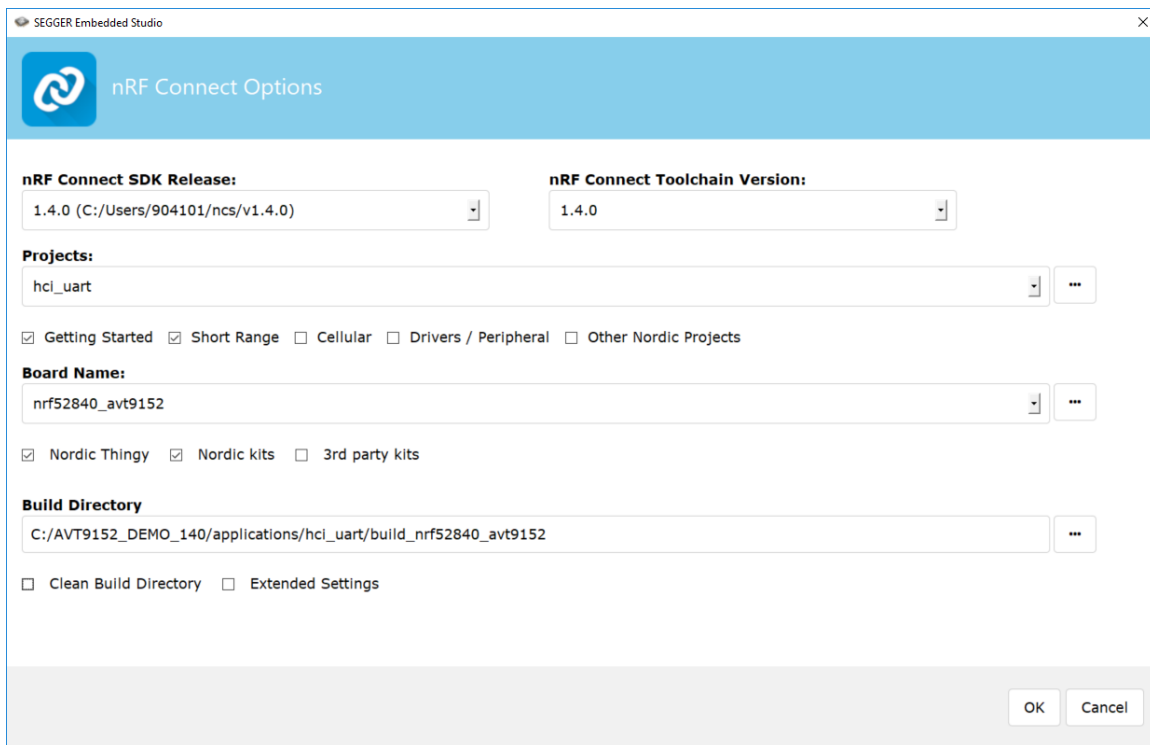 SEGGER Embedded Studio
nRF Connect Options
nRF Connect SDK Release: nRF Connect Toolchain Version:
1.4.0 (C:/Users/904101/ncs/v1.4.0) 1.4.0
Projects:
hci_uart ...
Getting Started Short Range Cellular Drivers / Peripheral Other Nordic Projects
Board Name:
nrf52840_avt9152 ...
Nordic Thingy Nordic kits 3rd party kits
Build Directory
C:/AVT9152_DEMO_140/applications/hci_uart/build_nrf52840_avt9152 ...
Clean Build Directory Extended Settings
OK Cancel